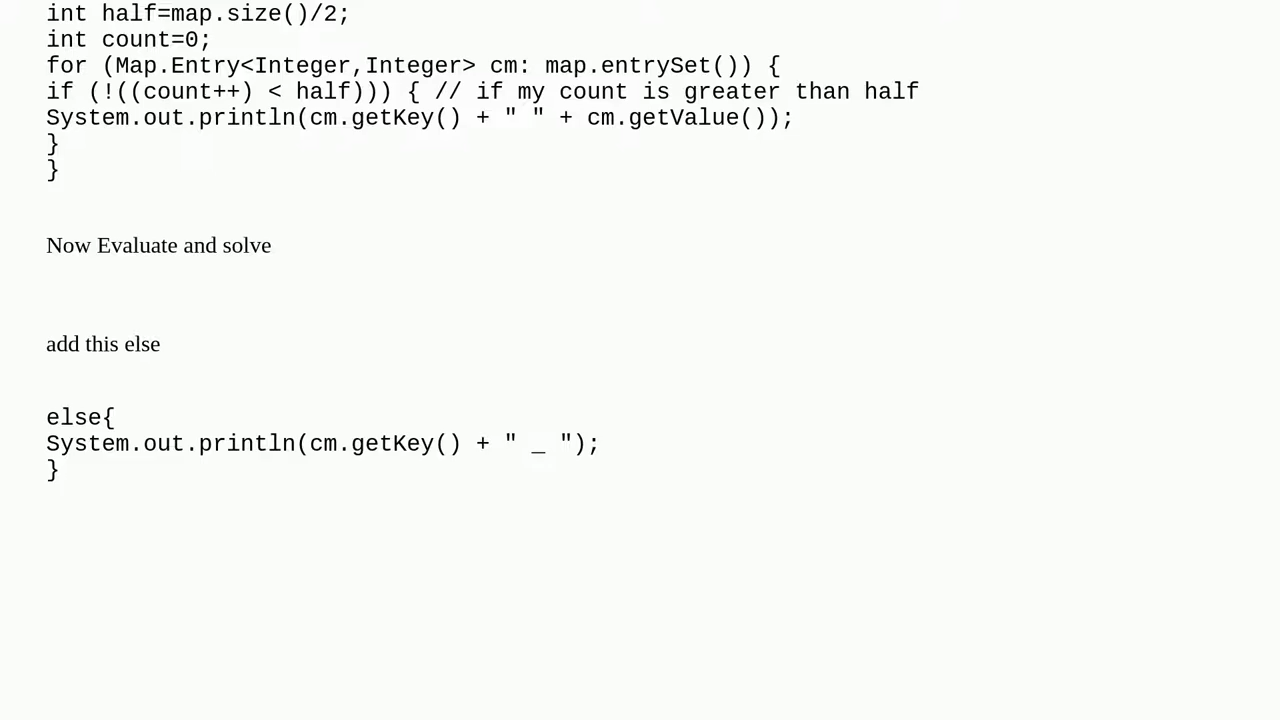 int half=map.size()/2;
int count=0;
for (Map.Entry<Integer,Integer> cm: map.entrySet()) {
if (!((count++) < half))) { // if my count is greater than half
System.out.println(cm.getKey() + " " + cm.getValue());
}
}
Now Evaluate and solve
add this else
else{
System.out.println(cm.getKey() + " _ ");
}